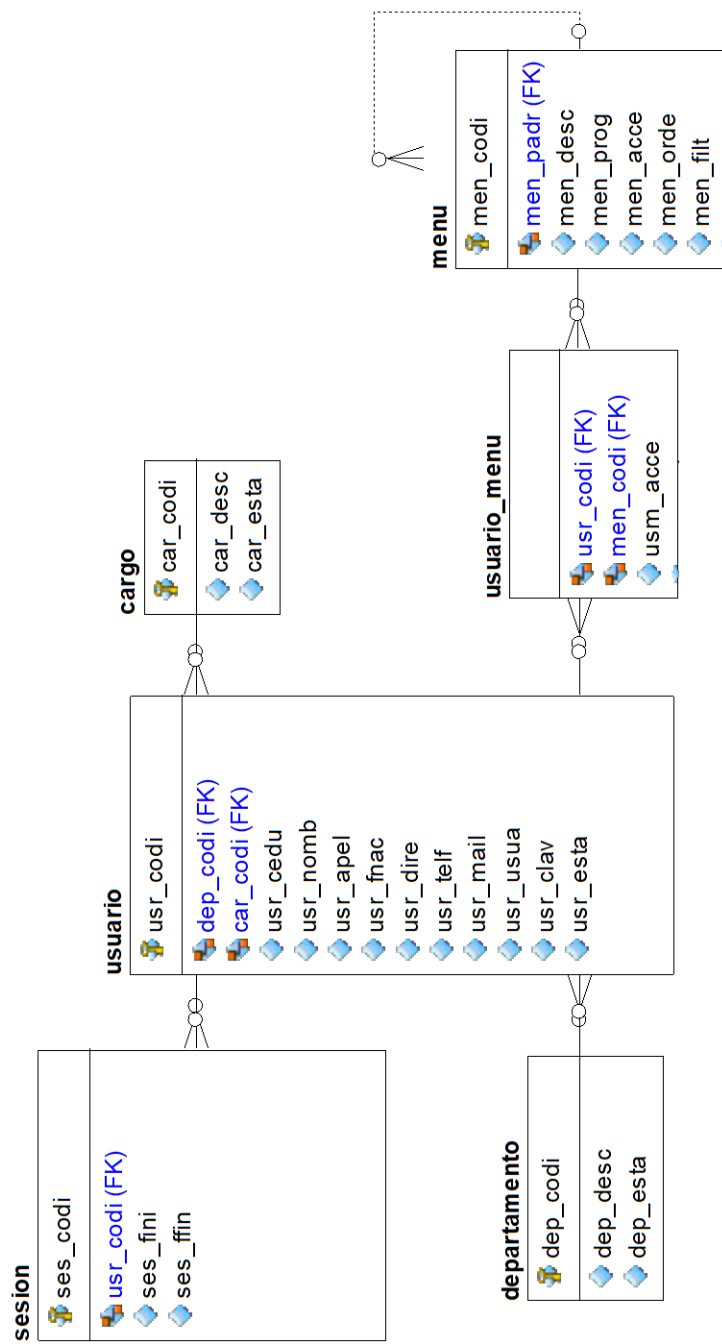 sesion
ses_codi
usr_codi (FK)
ses_fini
ses_ffin
usuario
usr_codi
dep_codi (FK)
car_codi (FK)
usr_cedu
usr_nomb
usr_apel
usr_fnac
usr_dire
usr_telf
usr_mail
usr_usua
usr_clav
usr_esta
cargo
car_codi
car_desc
car_esta
departamento
dep_codi
dep_desc
dep_esta
usuario_menu
usr_codi (FK)
men_codi (FK)
usm_acce
menu
men_codi
men_padr (FK)
men_desc
men_prog
men_acce
men_orde
men_filt